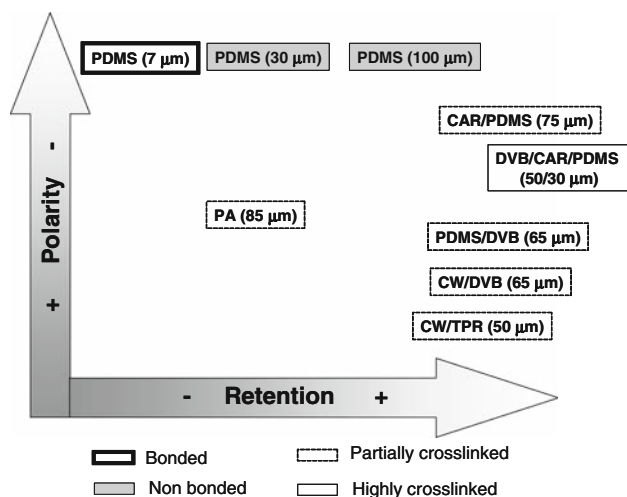 PDMS (7 µm) PDMS (30 µm) PDMS (100 µm)
CAR/PDMS (75 µm)
DVB/CAR/PDMS
(50/30 µm)
PA (85 µm)
PDMS/DVB (65 µm)
CW/DVB (65 µm)
CW/TPR (50 µm)
+ Polarity -
- Retention +
Bonded
Partially crosslinked
Non bonded
Highly crosslinked